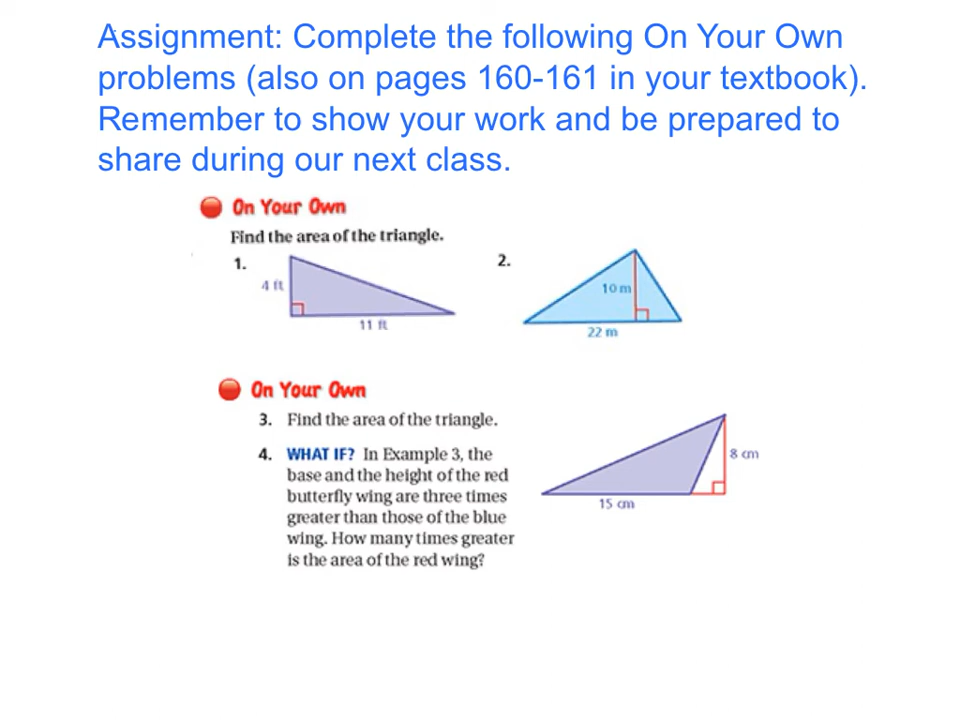 Assignment: Complete the following On Your Own
problems (also on pages 160-161 in your textbook).
Remember to show your work and be prepared to
share during our next class.
On Your Own
Find the area of the triangle.
1.
4 ft
11 ft
2.
10 m
22 m
On Your Own
3. Find the area of the triangle.
4. WHAT IF? In Example 3, the
base and the height of the red
butterfly wing are three times
greater than those of the blue
wing. How many times greater
is the area of the red wing?
8 cm
15 cm